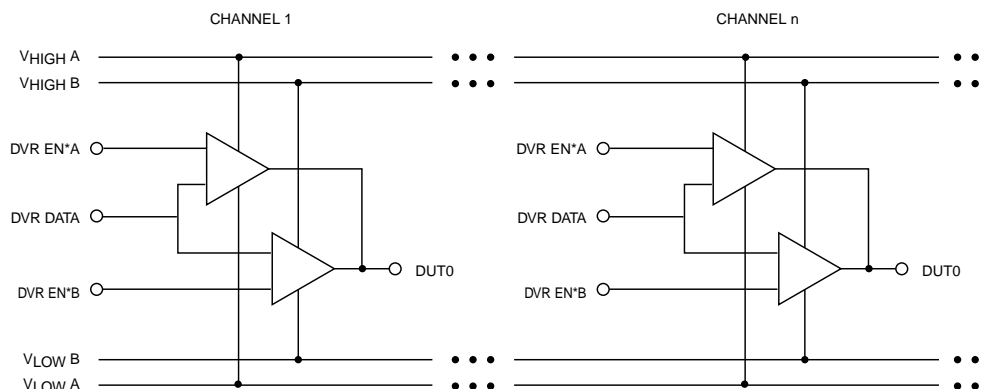 CHANNEL 1 CHANNEL n
VHIGH A
VHIGH B
DVR EN*A DVR EN*A
DVR DATA DVR DATA
DUT0 DUT0
DVR EN*B DVR EN*B
VLOW B
VLOW A